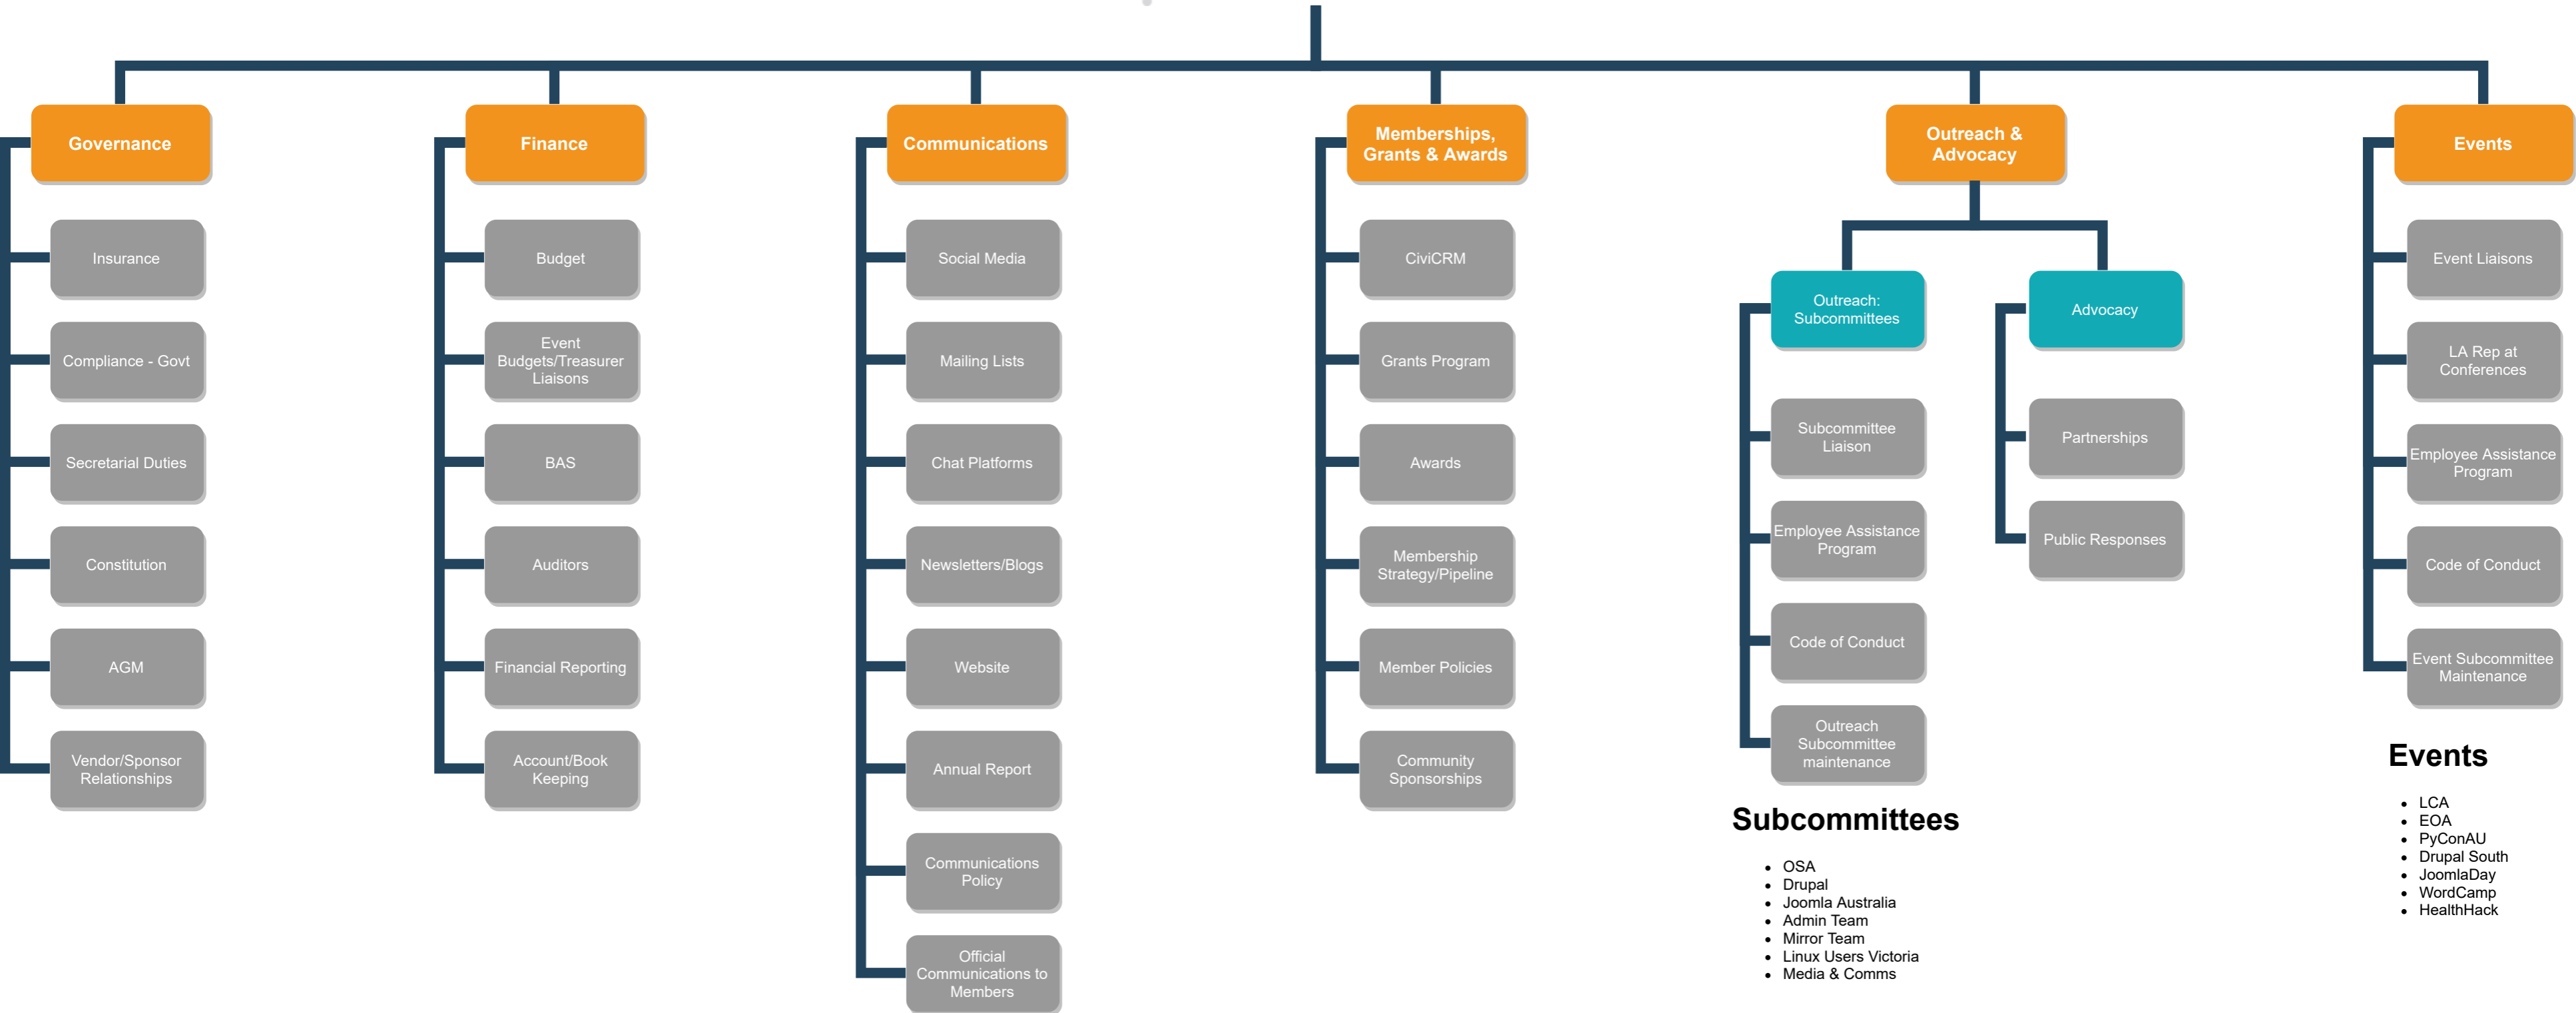 Governance
Insurance
Compliance - Govt
Secretarial Duties
Constitution
AGM
Vendor/Sponsor
Relationships
Finance
Budget
Event
Budgets/Treasurer
Liaisons
BAS
Auditors
Financial Reporting
Account/Book
Keeping
Communications
Social Media
Mailing Lists
Chat Platforms
Newsletters/Blogs
Website
Annual Report
Communications
Policy
Official
Communications to
Members
Memberships,
Grants & Awards
CiviCRM
Grants Program
Awards
Membership
Strategy/Pipeline
Member Policies
Community
Sponsorships
Outreach &
Advocacy
Outreach:
Subcommittees
Subcommittee
Liaison
Employee Assistance
Program
Code of Conduct
Outreach
Subcommittee
maintenance
Subcommittees
• OSA
• Drupal
• Joomla Australia
• Admin Team
• Mirror Team
• Linux Users Victoria
• Media & Comms
Advocacy
Partnerships
Public Responses
Events
Event Liaisons
LA Rep at
Conferences
Employee Assistance
Program
Code of Conduct
Event Subcommittee
Maintenance
Events
• LCA
• EOA
• PyConAU
• Drupal South
• JoomlaDay
• WordCamp
• HealthHack